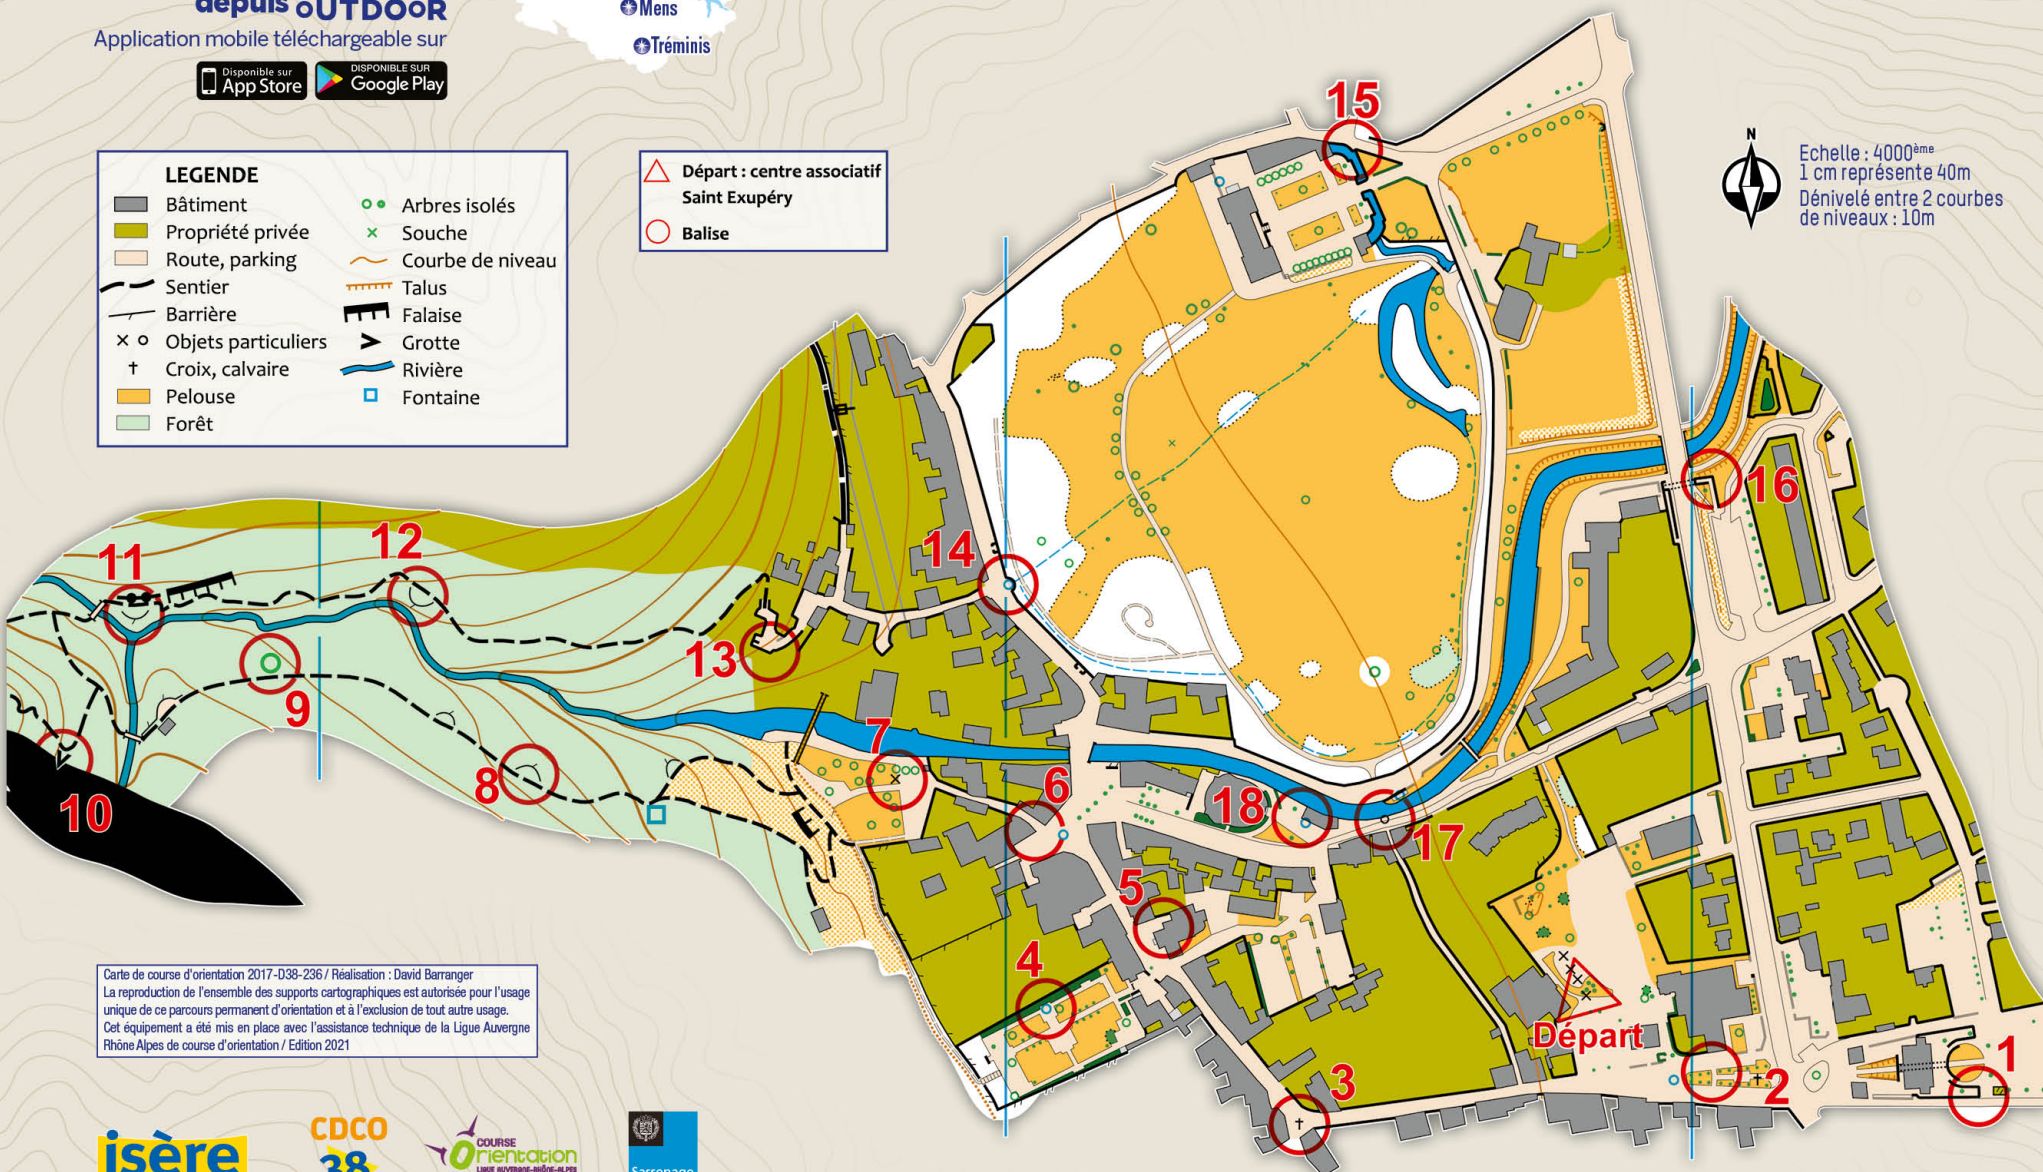 depuis OUTDOOR
Application mobile téléchargeable sur
Disponible sur
App Store
DISPONIBLE SUR
Google Play
Mens
Tréminis
LEGENDE
Bâtiment
Propriété privée
Route, parking
Sentier
Barrière
Objets particuliers
Croix, calvaire
Pelouse
Forêt
Arbres isolés
Souche
Courbe de niveau
Talus
Falaise
Grotte
Rivière
Fontaine
Départ : centre associatif
Saint Exupéry
Balise
N
Echelle : 4000ème
1 cm représente 40m
Dénivelé entre 2 courbes
de niveaux : 10m
15
16
14
12
11
13
9
7
8
6
18
10
17
5
4
Départ
3
2
1
Carte de course d'orientation 2017-D38-236 / Réalisation : David Barranger
La reproduction de l'ensemble des supports cartographiques est autorisée pour l'usage
unique de ce parcours permanent d'orientation et à l'exclusion de tout autre usage.
Cet équipement a été mis en place avec l'assistance technique de la Ligue Auvergne
Rhône Alpes de course d'orientation / Edition 2021
isère
CDCO
38
COURSE
Orientation
LIGUE AUVERGNE-RHÔNE-ALPES
Sassenage